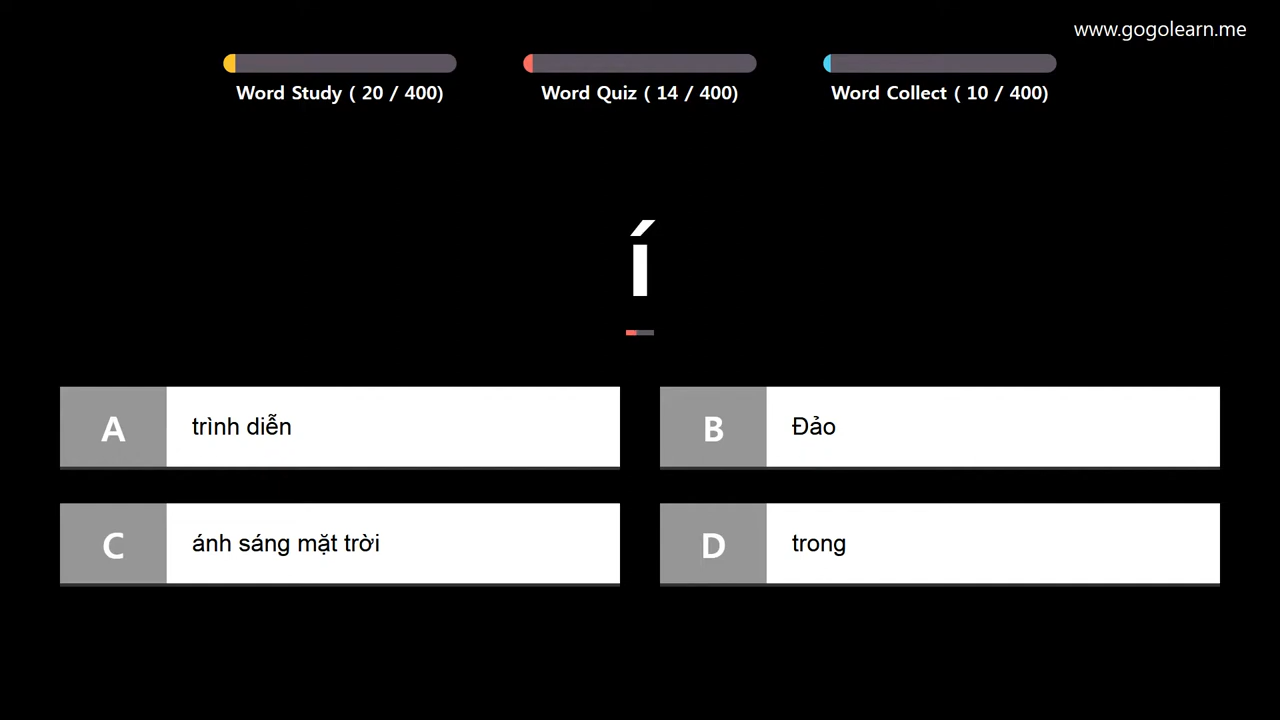 www.gogolearn.me
Word Study ( 20 / 400)
Word Quiz ( 14 / 400)
Word Collect ( 10 / 400)
í
A
trình diễn
B
Đảo
C
ánh sáng mặt trời
D
trong